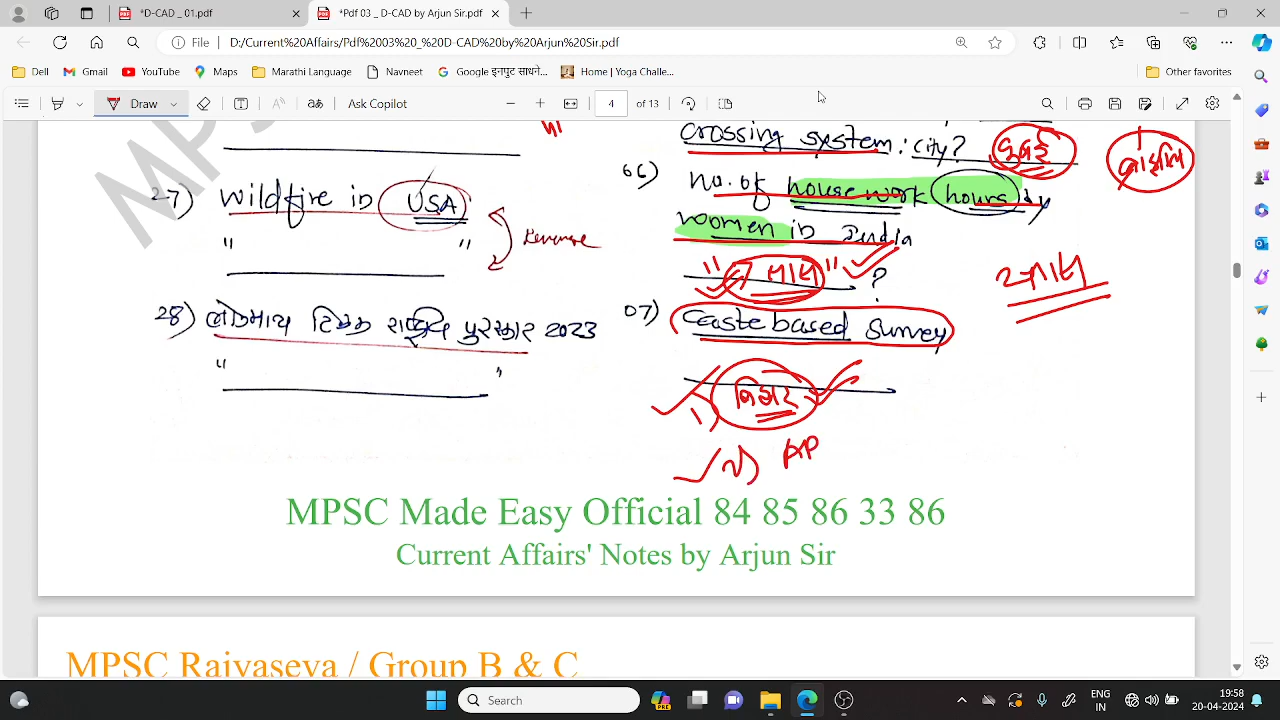 *D-CAD _01.pdf
Pdf 03 _ D-CAD by Arjun Sir.pdf
File
D:/Current%20Affairs/Pdf%2003%20_%20D CAD%20by%20Arjun%20Sir.pdf
Dell
Gmail
YouTube
Maps
Marathi Language
Navneet
Google इनपुट साधने...
Home | Yoga Challe...
Other favorites
Draw
Ask Copilot
4
of 13
MPS
27) wildfire in USA
" "
Reverse
28) लोकमान्य टिळक राष्ट्रीय पुरस्कार 2023
" "
crossing system : city?
मुंबई
06) no. of house work hours by
women in India
" ७ तास " ?
07) caste based survey
1) बिहार
2) AP
MPSC Made Easy Official 84 85 86 33 86
Current Affairs' Notes by Arjun Sir
MPSC Rajyaseva / Group B & C
Search
ENG
IN
19:58
20-04-2024